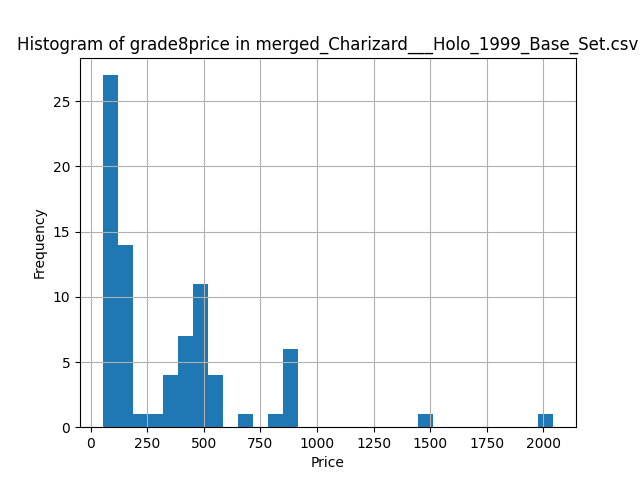 Histogram of grade8price in merged_Charizard___Holo_1999_Base_Set.csv
25
20
15
10
5
0
Frequency
0 250 500 750 1000 1250 1500 1750 2000
Price